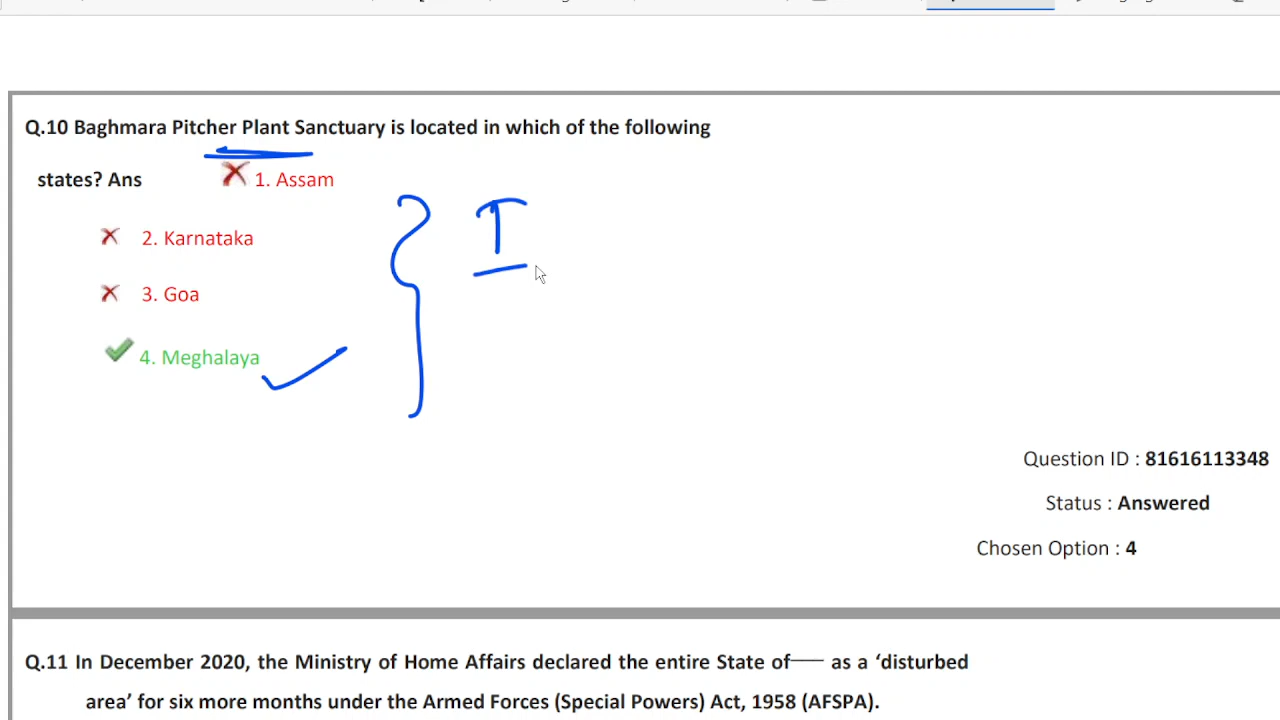 Q.10 Baghmara Pitcher Plant Sanctuary is located in which of the following
states? Ans 1. Assam
2. Karnataka
3. Goa
4. Meghalaya
I
Question ID : 81616113348
Status : Answered
Chosen Option : 4
Q.11 In December 2020, the Ministry of Home Affairs declared the entire State of—— as a ‘disturbed
area’ for six more months under the Armed Forces (Special Powers) Act, 1958 (AFSPA).